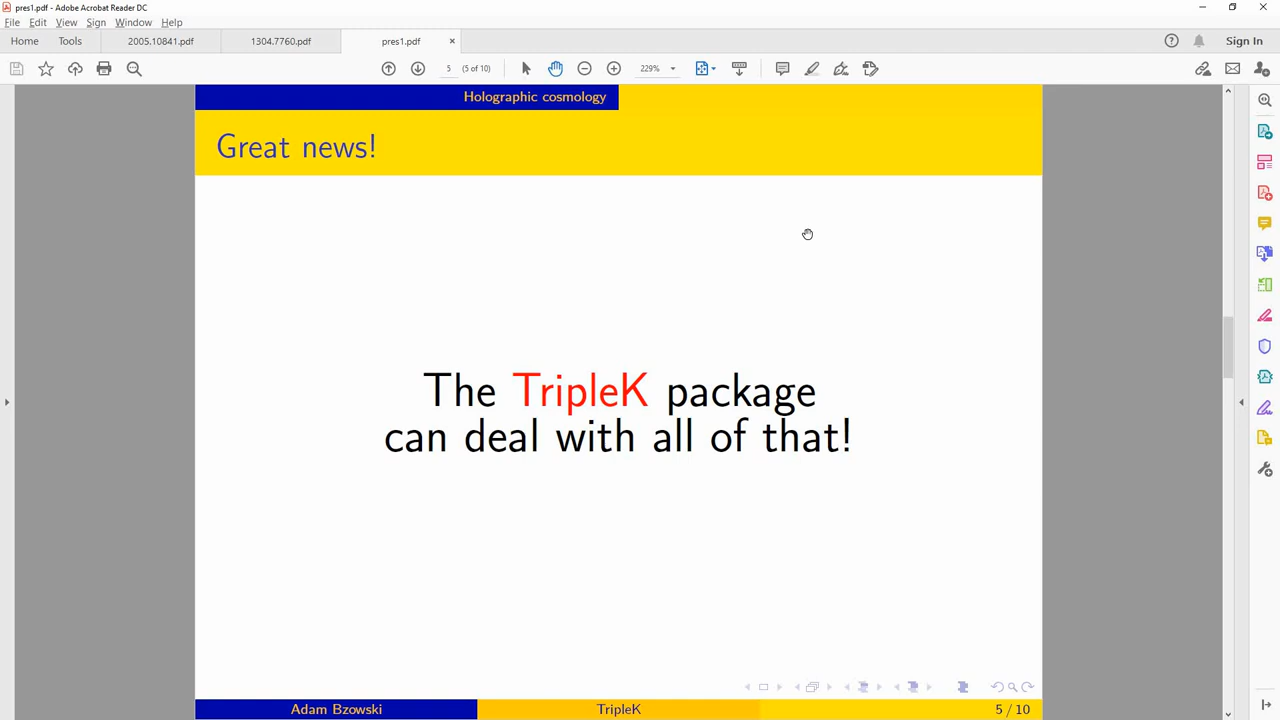 pres1.pdf - Adobe Acrobat Reader DC
File Edit View Sign Window Help
Home Tools 2005.10841.pdf 1304.7760.pdf pres1.pdf × Sign In
5 (5 of 10) 229%
Holographic cosmology
Great news!
The TripleK package
can deal with all of that!
Adam Bzowski TripleK 5 / 10